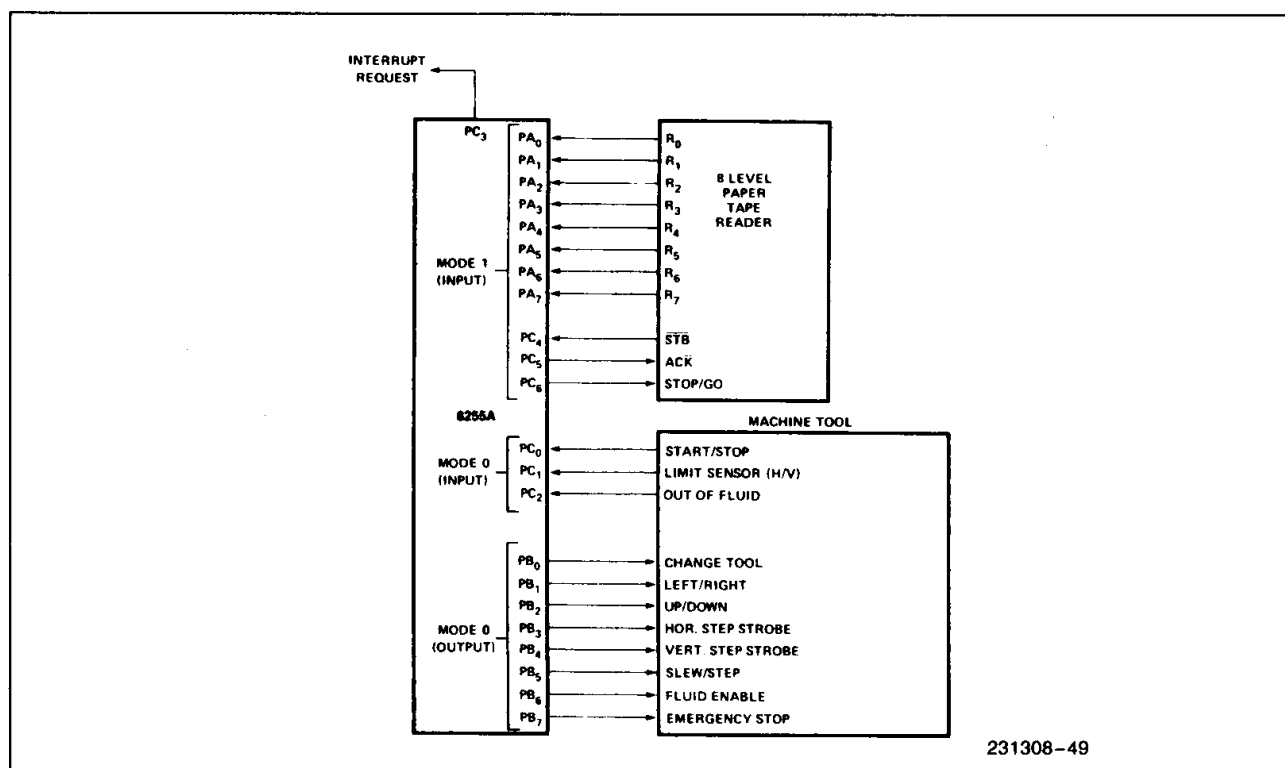 INTERRUPT
REQUEST
PC3
PA0
PA1
PA2
PA3
PA4
PA5
PA6
PA7
MODE 1
(INPUT)
PC4
PC5
PC6
R0
R1
R2
R3
R4
R5
R6
R7
8 LEVEL
PAPER
TAPE
READER
STB
ACK
STOP/GO
8255A
MACHINE TOOL
MODE 0
(INPUT)
PC0
PC1
PC2
START/STOP
LIMIT SENSOR (H/V)
OUT OF FLUID
MODE 0
(OUTPUT)
PB0
PB1
PB2
PB3
PB4
PB5
PB6
PB7
CHANGE TOOL
LEFT/RIGHT
UP/DOWN
HOR. STEP STROBE
VERT. STEP STROBE
SLEW/STEP
FLUID ENABLE
EMERGENCY STOP
231308-49